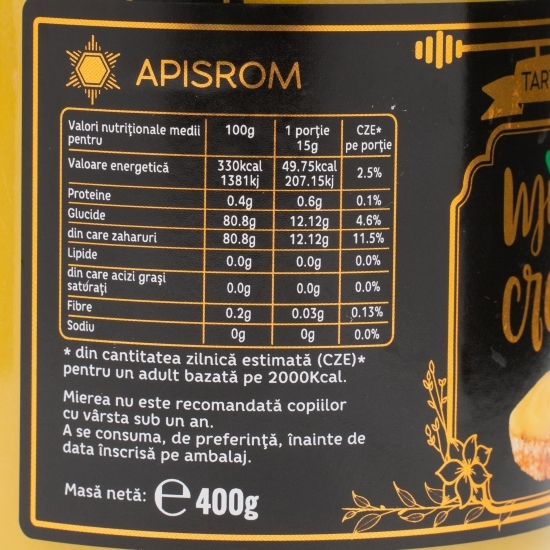 APISROM
TAR
Valori nutriționale medii pentru 100g 1 porție 15g CZE* pe porție
Valoare energetică 330kcal 1381kj 49.75kcal 207.15kj 2.5%
Proteine 0.4g 0.6g 0.1%
Glucide 80.8g 12.12g 4.6%
din care zaharuri 80.8g 12.12g 11.5%
Lipide 0.0g 0.0g 0.0%
din care acizi grași saturați 0.0g 0.0g 0.0%
Fibre 0.2g 0.03g 0.13%
Sodiu 0g 0g 0.0%
* din cantitatea zilnică estimată (CZE)*
pentru un adult bazată pe 2000Kcal.
Mierea nu este recomandată copiilor
cu vârsta sub un an.
A se consuma, de preferință, înainte de
data înscrisă pe ambalaj.
Masă netă: ℮ 400g